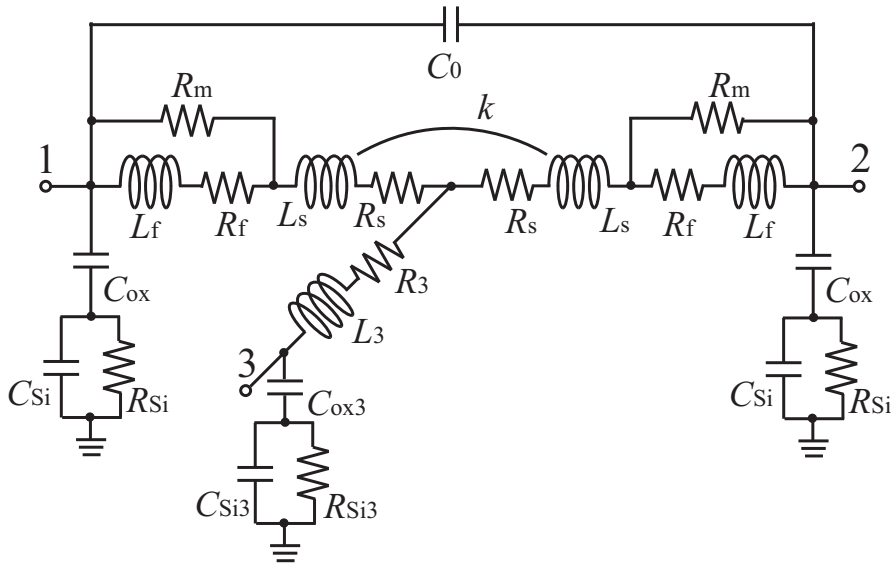 C0
Rm
Rm
k
1
2
Lf
Rf
Ls
Rs
Rs
Ls
Rf
Lf
R3
L3
Cox
Cox
3
CSi
RSi
Cox3
CSi
RSi
CSi3
RSi3